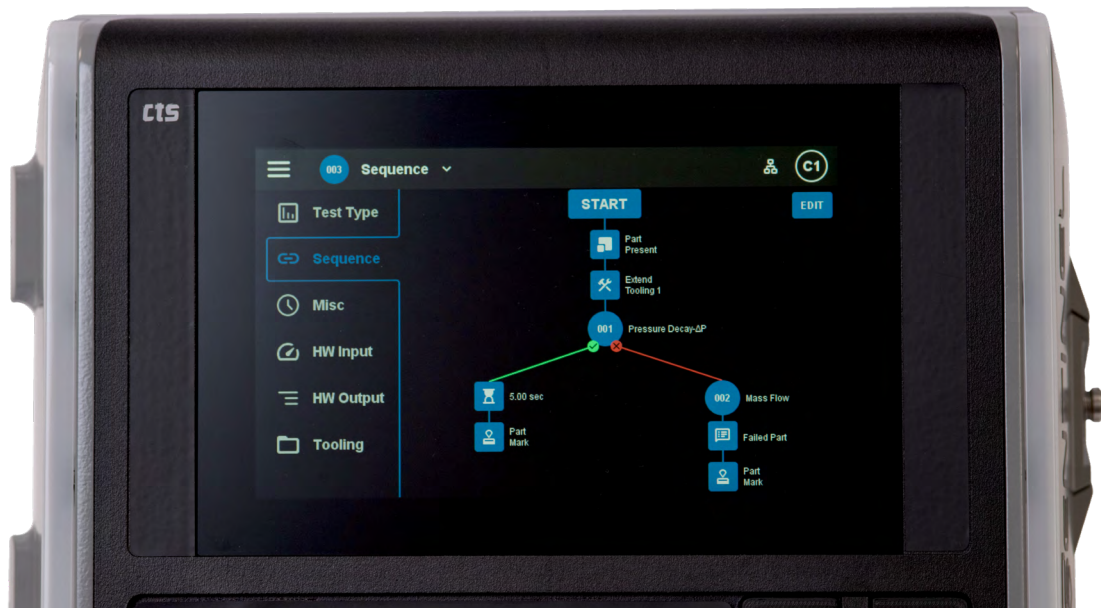 cts
003 Sequence
C1
Test Type
START
EDIT
Part
Present
Sequence
Extend
Tooling 1
Misc
001 Pressure Decay-ΔP
HW Input
HW Output
5.00 sec
002 Mass Flow
Part
Mark
Failed Part
Tooling
Part
Mark